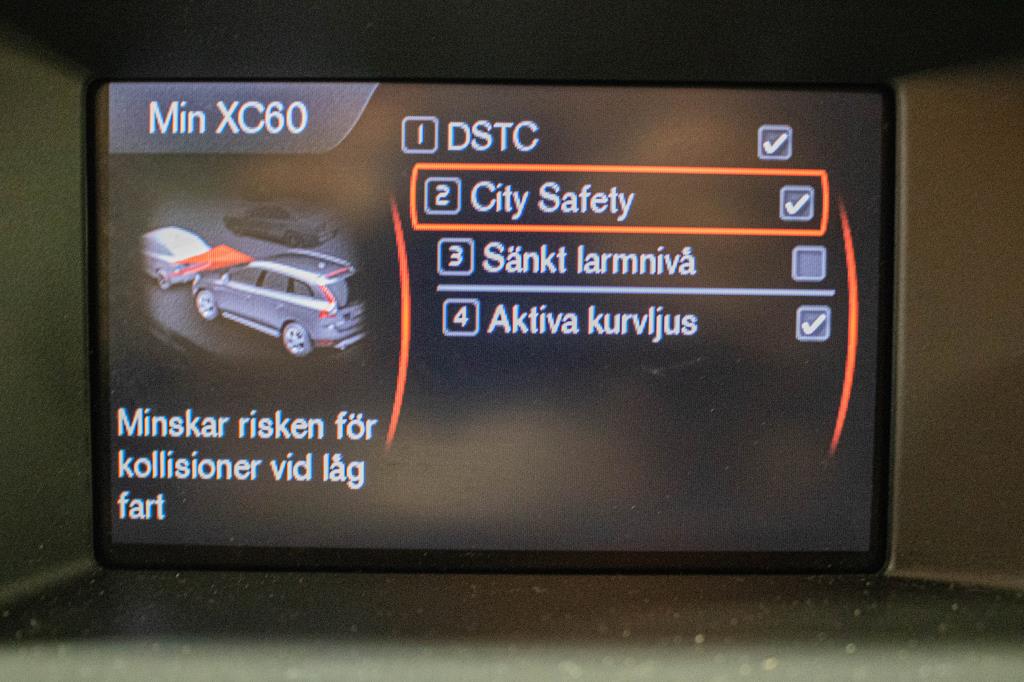 Min XC60
1 DSTC
2 City Safety
3 Sänkt larmnivå
4 Aktiva kurvljus
Minskar risken för
kollisioner vid låg
fart